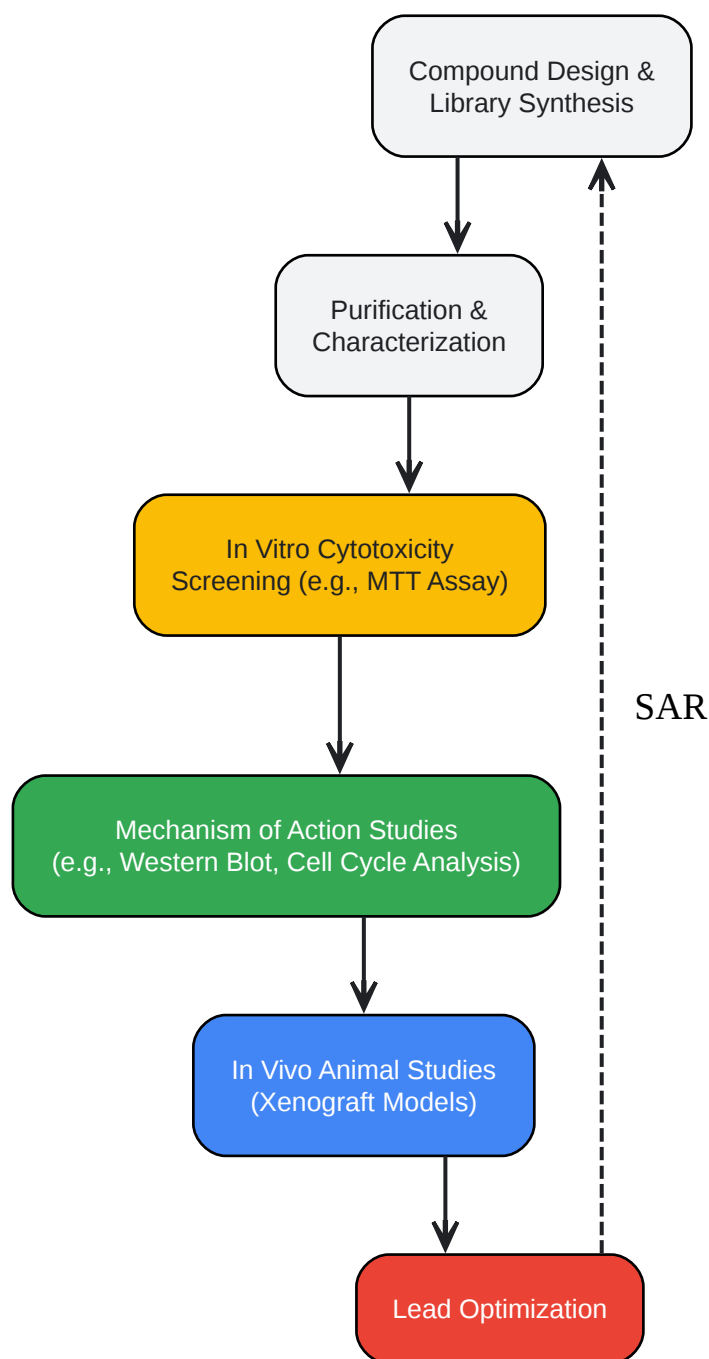 Compound Design &
Library Synthesis
Purification &
Characterization
In Vitro Cytotoxicity
Screening (e.g., MTT Assay)
SAR
Mechanism of Action Studies
(e.g., Western Blot, Cell Cycle Analysis)
In Vivo Animal Studies
(Xenograft Models)
Lead Optimization